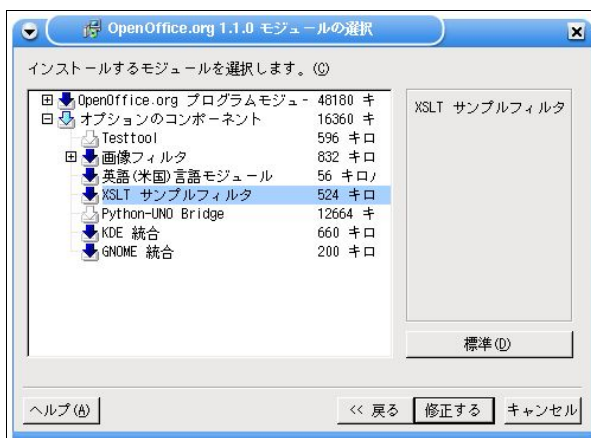 OpenOffice.org 1.1.0 モジュールの選択
インストールするモジュールを選択します。(C)
OpenOffice.org プログラムモジュ- 48180 キ
オプションのコンポーネント 16360 キ
Testtool 596 キロ
画像フィルタ 832 キロ
英語(米国)言語モジュール 56 キロ
XSLT サンプルフィルタ 524 キロ
Python-UNO Bridge 12664 キ
KDE 統合 660 キロ
GNOME 統合 200 キロ
XSLT サンプルフィルタ
標準(D)
ヘルプ(A) << 戻る 修正する キャンセル